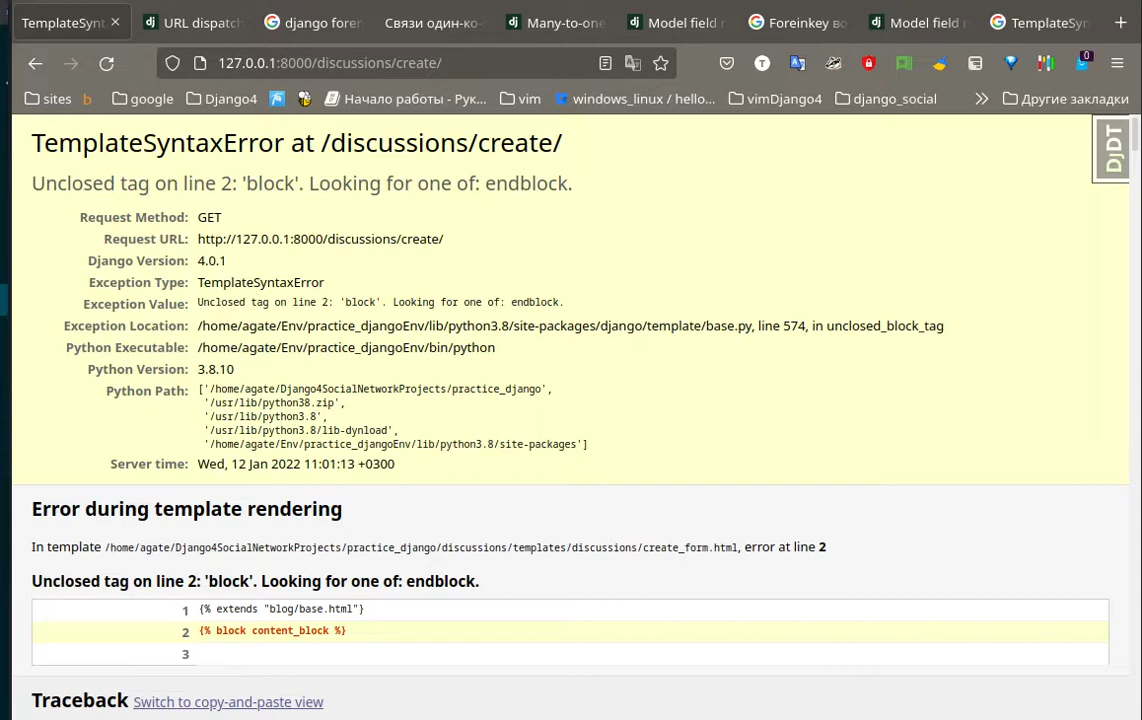 TemplateSynt
URL dispatch
django foren
Связи один-ко-
Many-to-one
Model field r
Foreinkey во
Model field r
TemplateSyn
127.0.0.1:8000/discussions/create/
0
sites
b
google
Django4
Начало работы - Рук...
vim
windows_linux / hello...
vimDjango4
django_social
Другие закладки
TemplateSyntaxError at /discussions/create/
DjDT
Unclosed tag on line 2: 'block'. Looking for one of: endblock.
Request Method: GET
Request URL: http://127.0.0.1:8000/discussions/create/
Django Version: 4.0.1
Exception Type: TemplateSyntaxError
Exception Value: Unclosed tag on line 2: 'block'. Looking for one of: endblock.
Exception Location: /home/agate/Env/practice_djangoEnv/lib/python3.8/site-packages/django/template/base.py, line 574, in unclosed_block_tag
Python Executable: /home/agate/Env/practice_djangoEnv/bin/python
Python Version: 3.8.10
Python Path: ['/home/agate/Django4SocialNetworkProjects/practice_django',
'/usr/lib/python38.zip',
'/usr/lib/python3.8',
'/usr/lib/python3.8/lib-dynload',
'/home/agate/Env/practice_djangoEnv/lib/python3.8/site-packages']
Server time: Wed, 12 Jan 2022 11:01:13 +0300
Error during template rendering
In template /home/agate/Django4SocialNetworkProjects/practice_django/discussions/templates/discussions/create_form.html, error at line 2
Unclosed tag on line 2: 'block'. Looking for one of: endblock.
1 {% extends "blog/base.html"}
2 {% block content_block %}
3
Traceback Switch to copy-and-paste view